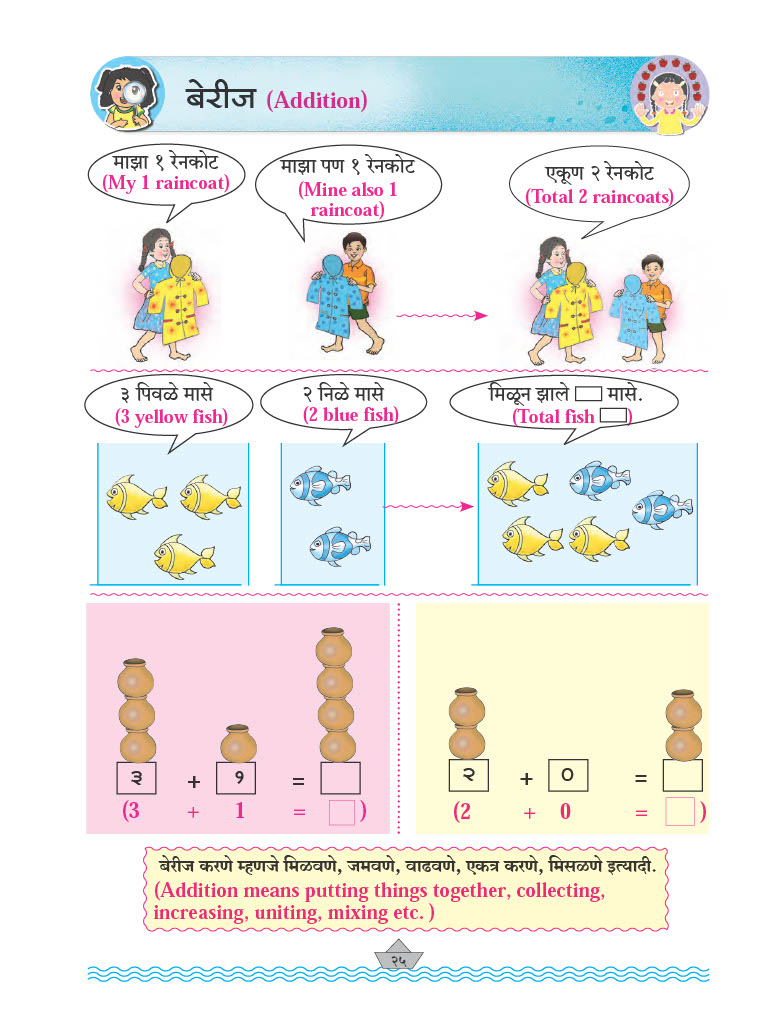 बेरीज (Addition)
माझा १ रेनकोट
(My 1 raincoat)
माझा पण १ रेनकोट
(Mine also 1
raincoat)
एकूण २ रेनकोट
(Total 2 raincoats)
३ पिवळे मासे
(3 yellow fish)
२ निळे मासे
(2 blue fish)
मिळून झाले मासे.
(Total fish )
३ + १ =
(3 + 1 = )
२ + ० =
(2 + 0 = )
बेरीज करणे म्हणजे मिळवणे, जमवणे, वाढवणे, एकत्र करणे, मिसळणे इत्यादी.
(Addition means putting things together, collecting,
increasing, uniting, mixing etc. )
२५